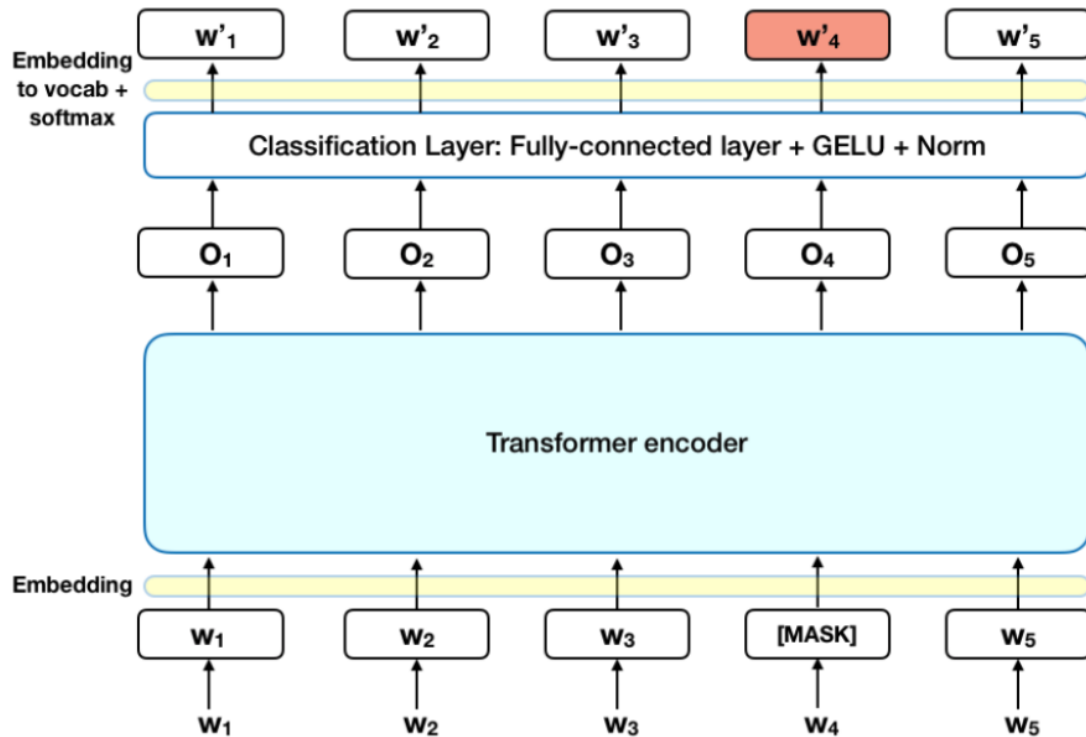 w’₁ w’₂ w’₃ w’₄ w’₅
Embedding
to vocab +
softmax
Classification Layer: Fully-connected layer + GELU + Norm
O₁ O₂ O₃ O₄ O₅
Transformer encoder
Embedding
W₁ W₂ W₃ [MASK] W₅
W₁ W₂ W₃ W₄ W₅